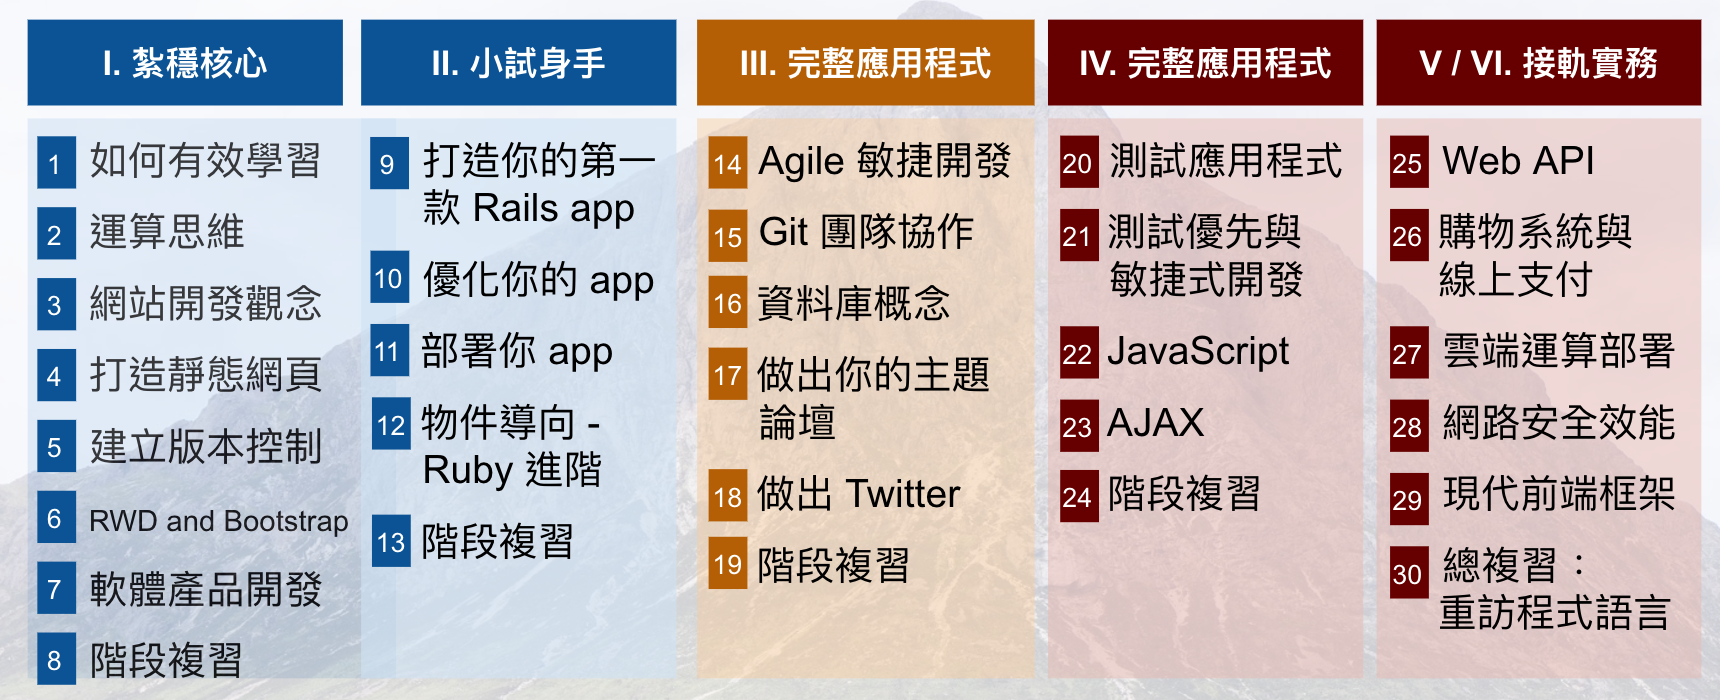 I. 紮穩核心
1 如何有效學習
2 運算思維
3 網站開發觀念
4 打造靜態網頁
5 建立版本控制
6 RWD and Bootstrap
7 軟體產品開發
8 階段複習
II. 小試身手
9 打造你的第一
款 Rails app
10 優化你的 app
11 部署你 app
12 物件導向 -
Ruby 進階
13 階段複習
III. 完整應用程式
14 Agile 敏捷開發
15 Git 團隊協作
16 資料庫概念
17 做出你的主題
論壇
18 做出 Twitter
19 階段複習
IV. 完整應用程式
20 測試應用程式
21 測試優先與
敏捷式開發
22 JavaScript
23 AJAX
24 階段複習
V / VI. 接軌實務
25 Web API
26 購物系統與
線上支付
27 雲端運算部署
28 網路安全效能
29 現代前端框架
30 總複習：
重訪程式語言